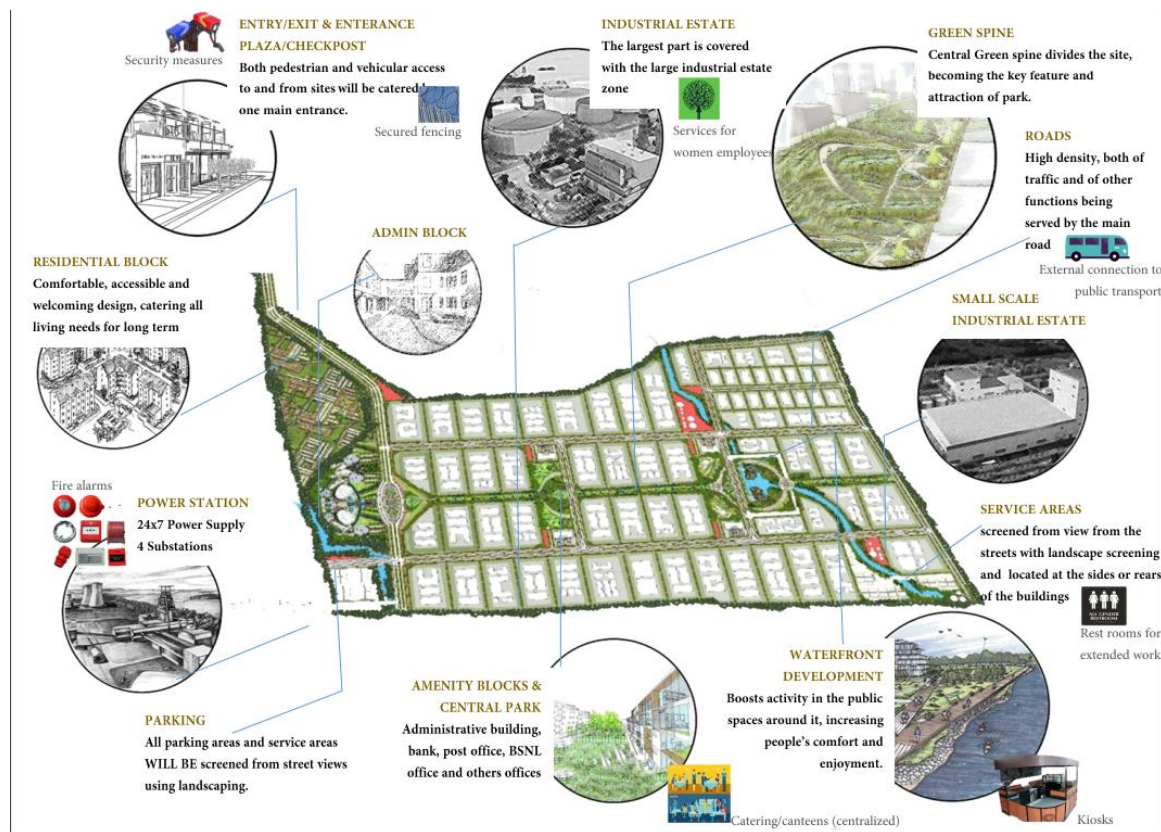 ENTRY/EXIT & ENTERANCE
PLAZA/CHECKPOST
Both pedestrian and vehicular access
to and from sites will be catered
one main entrance.
Security measures
Secured fencing
INDUSTRIAL ESTATE
The largest part is covered
with the large industrial estate
zone
Services for
women employees
GREEN SPINE
Central Green spine divides the site,
becoming the key feature and
attraction of park.
ROADS
High density, both of
traffic and of other
functions being
served by the main
road
External connection to
public transport
ADMIN BLOCK
RESIDENTIAL BLOCK
Comfortable, accessible and
welcoming design, catering all
living needs for long term
SMALL SCALE
INDUSTRIAL ESTATE
Fire alarms
POWER STATION
24x7 Power Supply
4 Substations
SERVICE AREAS
screened from view from the
streets with landscape screening
and located at the sides or rears
of the buildings
ALL GENDER
RESTROOM
Rest rooms for
extended work
PARKING
All parking areas and service areas
WILL BE screened from street views
using landscaping.
AMENITY BLOCKS &
CENTRAL PARK
Administrative building,
bank, post office, BSNL
office and others offices
Catering/canteens (centralized)
WATERFRONT
DEVELOPMENT
Boosts activity in the public
spaces around it, increasing
people's comfort and
enjoyment.
Kiosks